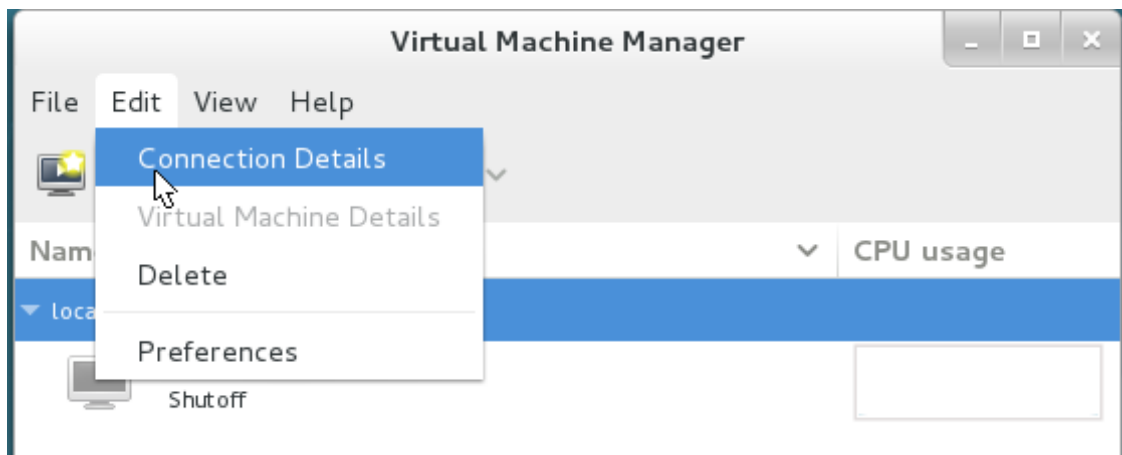 Virtual Machine Manager
File Edit View Help
Connection Details
Virtual Machine Details
Delete
Preferences
CPU usage
Shutoff